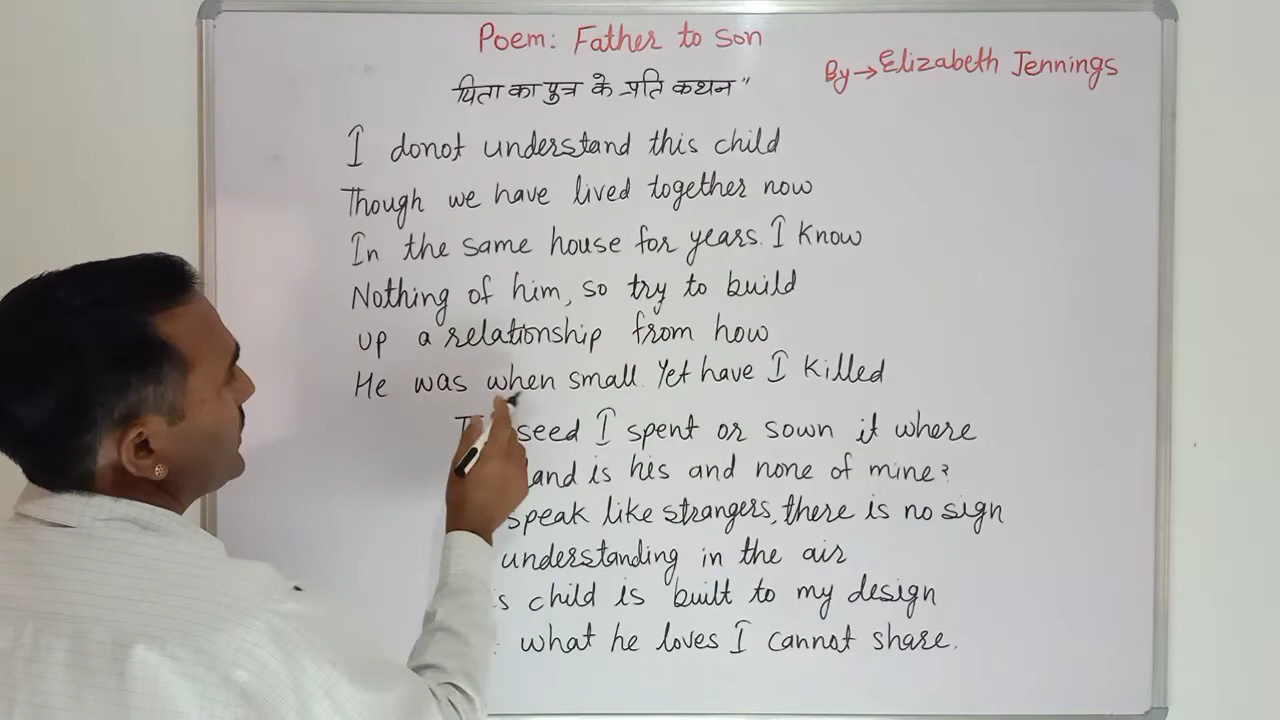 Poem: Father to son
By→Elizabeth Jennings
पिता का पुत्र के प्रति कथन"
I donot understand this child
Though we have lived together now
In the same house for years. I know
Nothing of him, so try to build
up a relationship from how
He was when small. Yet have I killed
seed I spent or sown it where
and is his and none of mine?
speak like strangers, there is no sign
understanding in the air
s child is built to my design
what he loves I cannot share.